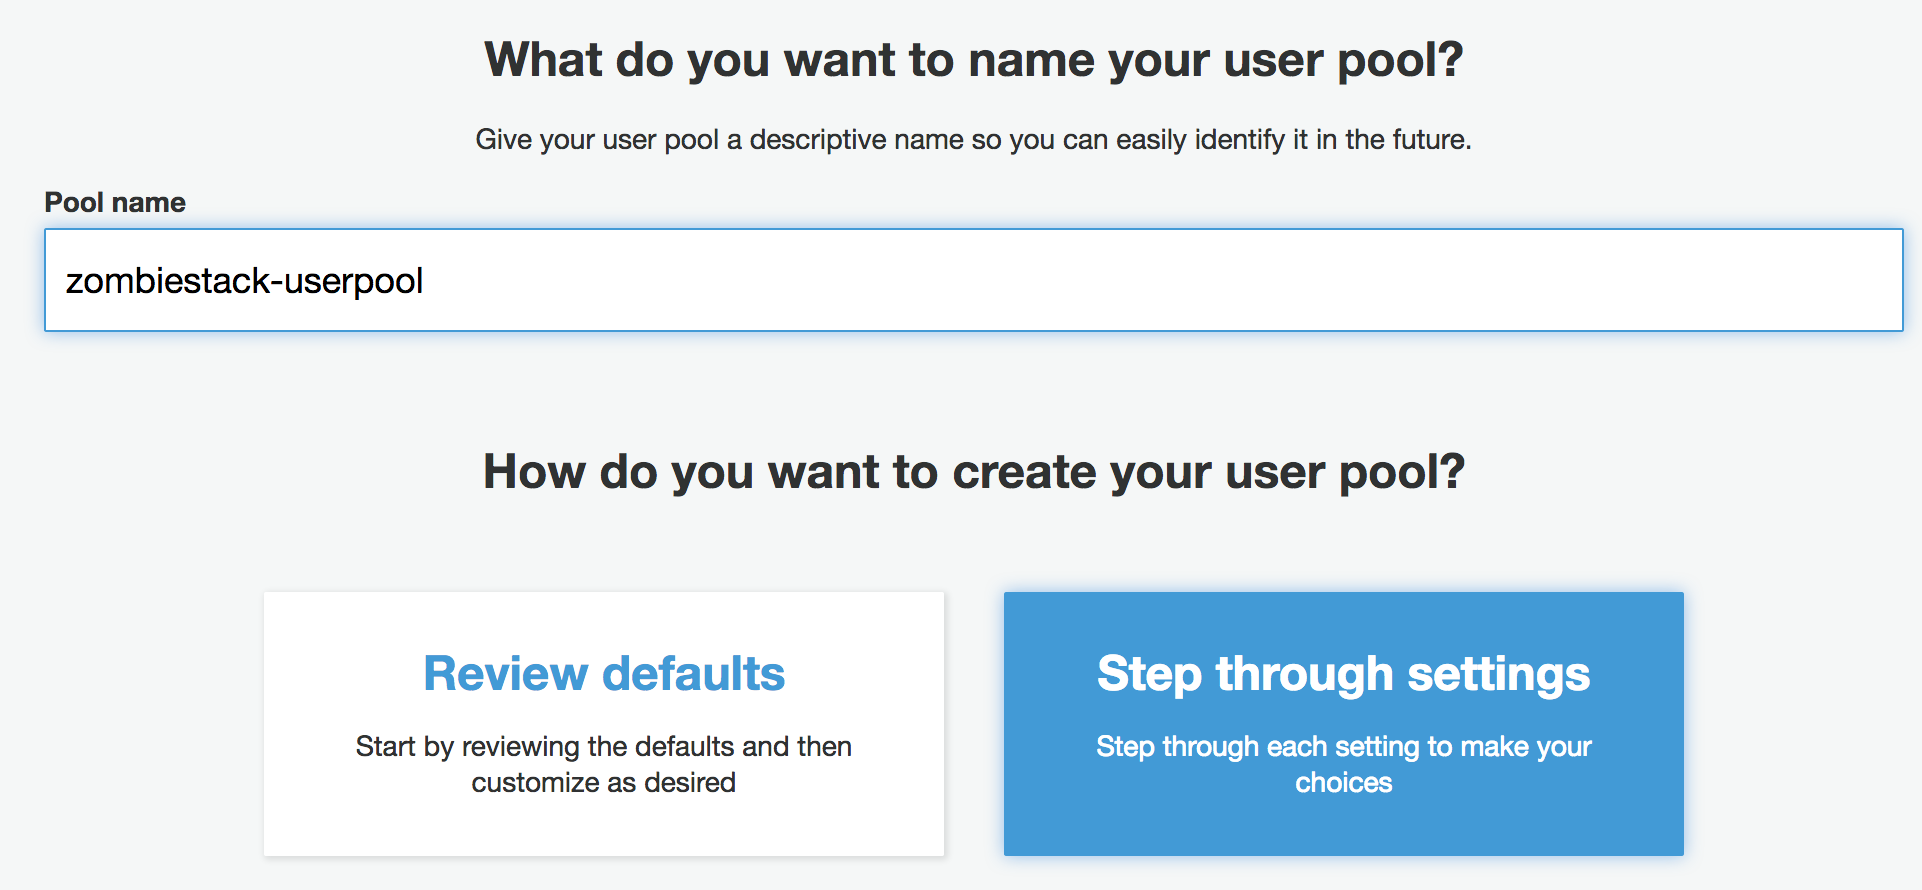 What do you want to name your user pool?
Give your user pool a descriptive name so you can easily identify it in the future.
Pool name
zombiestack-userpool
How do you want to create your user pool?
Review defaults
Start by reviewing the defaults and then
customize as desired
Step through settings
Step through each setting to make your
choices